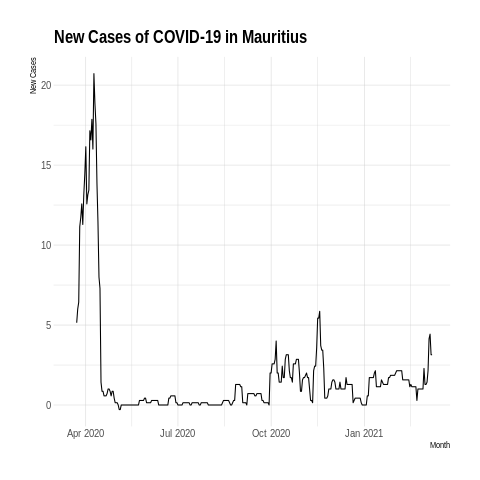 New Cases of COVID-19 in Mauritius
New Cases
20
15
10
5
0
Apr 2020
Jul 2020
Oct 2020
Jan 2021
Month